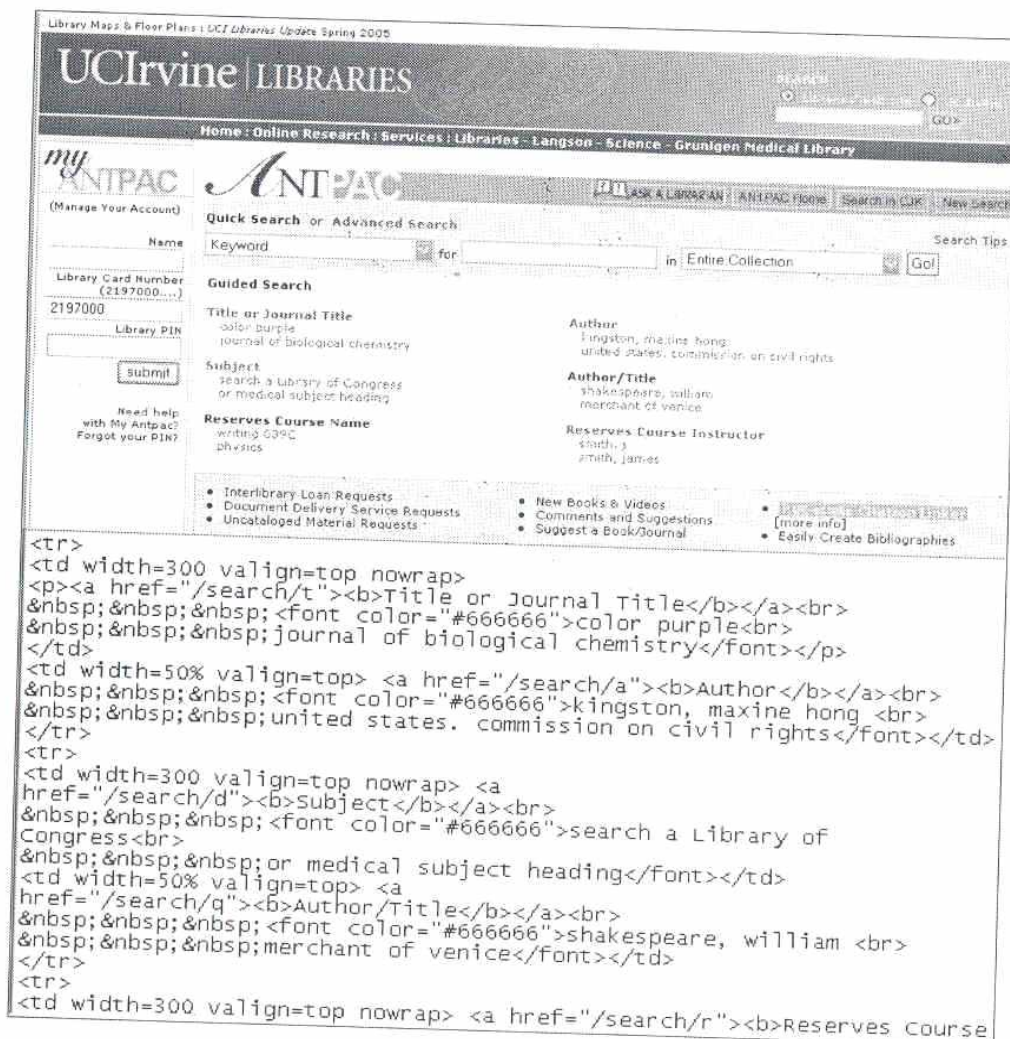 Library Maps & Floor Plans : UCI Libraries Update Spring 2005
UCIrvine | LIBRARIES
SEARCH
GO>
Home : Online Research : Services : Libraries - Langson - Science - Grunigen Medical Library
my ANTPAC
(Manage Your Account)
Name
Library Card Number
(2197000....)
2197000
Library PIN
submit
Need help
with My Antpac?
Forgot your PIN?
ANTPAC
ASK A LIBRARIAN ANTPAC Home Search in CJK New Search
Quick Search or Advanced Search
Search Tips
Keyword for in Entire Collection Go!
Guided Search
Title or Journal Title
color purple
journal of biological chemistry
Subject
search a Library of Congress
or medical subject heading
Reserves Course Name
writing 039C
physics
Author
kingston, maxine hong
united states. commission on civil rights
Author/Title
shakespeare, william
merchant of venice
Reserves Course Instructor
smith, j
smith, james
• Interlibrary Loan Requests
• Document Delivery Service Requests
• Uncataloged Material Requests
• New Books & Videos
• Comments and Suggestions
• Suggest a Book/Journal
[more info]
• Easily Create Bibliographies
<tr>
<td width=300 valign=top nowrap>
<p><a href="/search/t"><b>Title or Journal Title</b></a><br>
&nbsp;&nbsp;&nbsp;<font color="#666666">color purple<br>
&nbsp;&nbsp;&nbsp;journal of biological chemistry</font></p>
</td>
<td width=50% valign=top> <a href="/search/a"><b>Author</b></a><br>
&nbsp;&nbsp;&nbsp;<font color="#666666">kingston, maxine hong <br>
&nbsp;&nbsp;&nbsp;united states. commission on civil rights</font></td>
</tr>
<tr>
<td width=300 valign=top nowrap> <a
href="/search/d"><b>Subject</b></a><br>
&nbsp;&nbsp;&nbsp;<font color="#666666">search a Library of
Congress<br>
&nbsp;&nbsp;&nbsp;or medical subject heading</font></td>
<td width=50% valign=top> <a
href="/search/q"><b>Author/Title</b></a><br>
&nbsp;&nbsp;&nbsp;<font color="#666666">shakespeare, william <br>
&nbsp;&nbsp;&nbsp;merchant of venice</font></td>
</tr>
<tr>
<td width=300 valign=top nowrap> <a href="/search/r"><b>Reserves Course